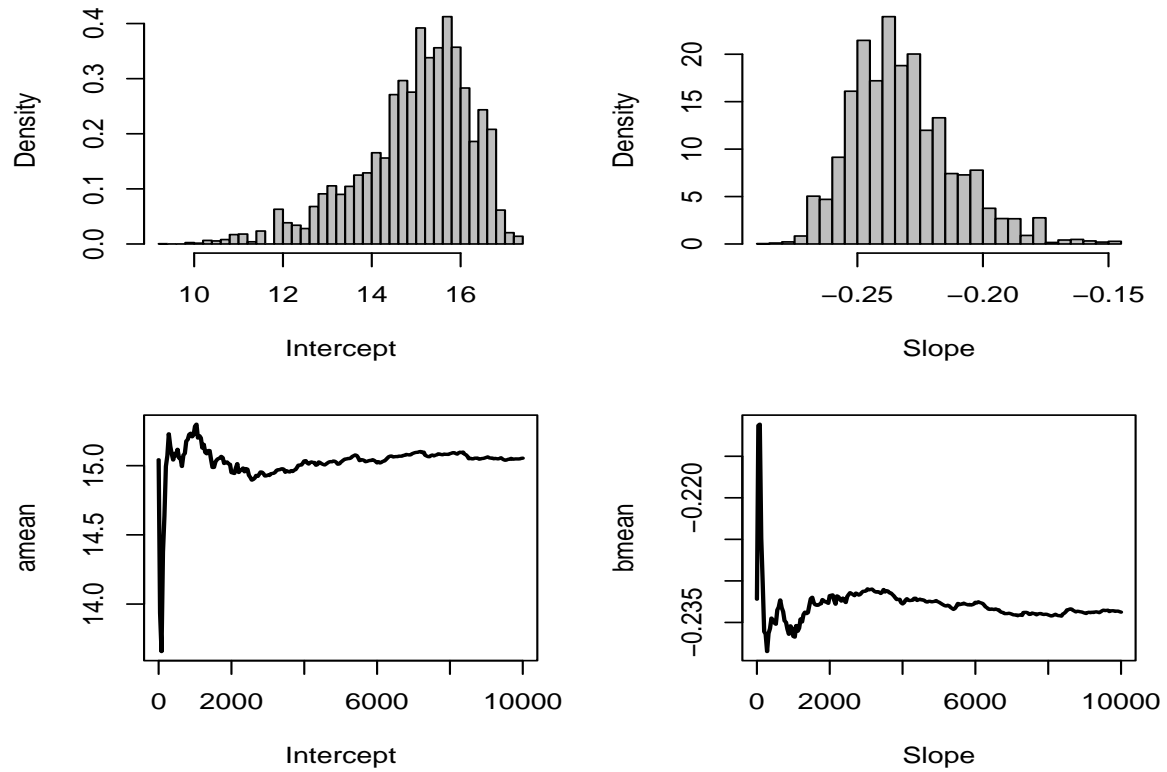 Density
0.0 0.1 0.2 0.3 0.4
10 12 14 16
Intercept
Density
0 5 10 15 20
−0.25 −0.20 −0.15
Slope
amean
14.0 14.5 15.0
0 2000 6000 10000
Intercept
bmean
−0.235 −0.220
0 2000 6000 10000
Slope